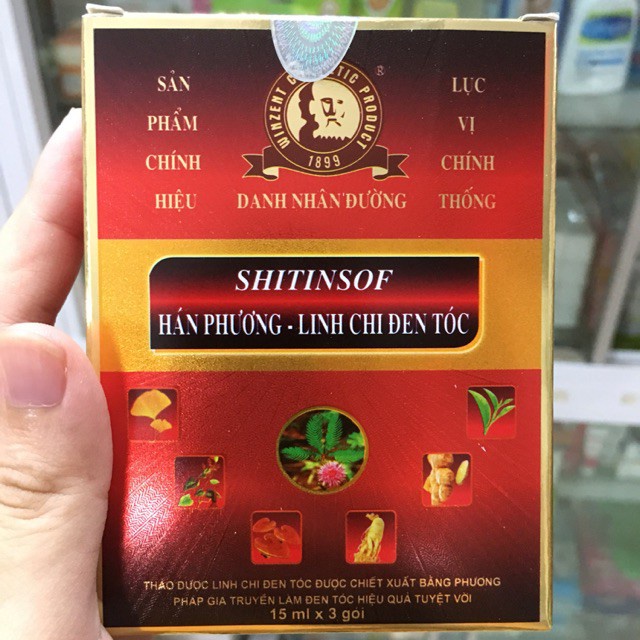 WINZENT C TIC PRODUCT
®
1899
SẢN
PHẨM
CHÍNH
HIỆU
LỤC
VỊ
CHÍNH
THỐNG
DANH NHÂN ĐƯỜNG
SHITINSOF
HÁN PHƯƠNG - LINH CHI ĐEN TÓC
THẢO DƯỢC LINH CHI ĐEN TÓC ĐƯỢC CHIẾT XUẤT BẰNG PHƯƠNG
PHÁP GIA TRUYỀN LÀM ĐEN TÓC HIỆU QUẢ TUYỆT VỜI
15 ml x 3 gói